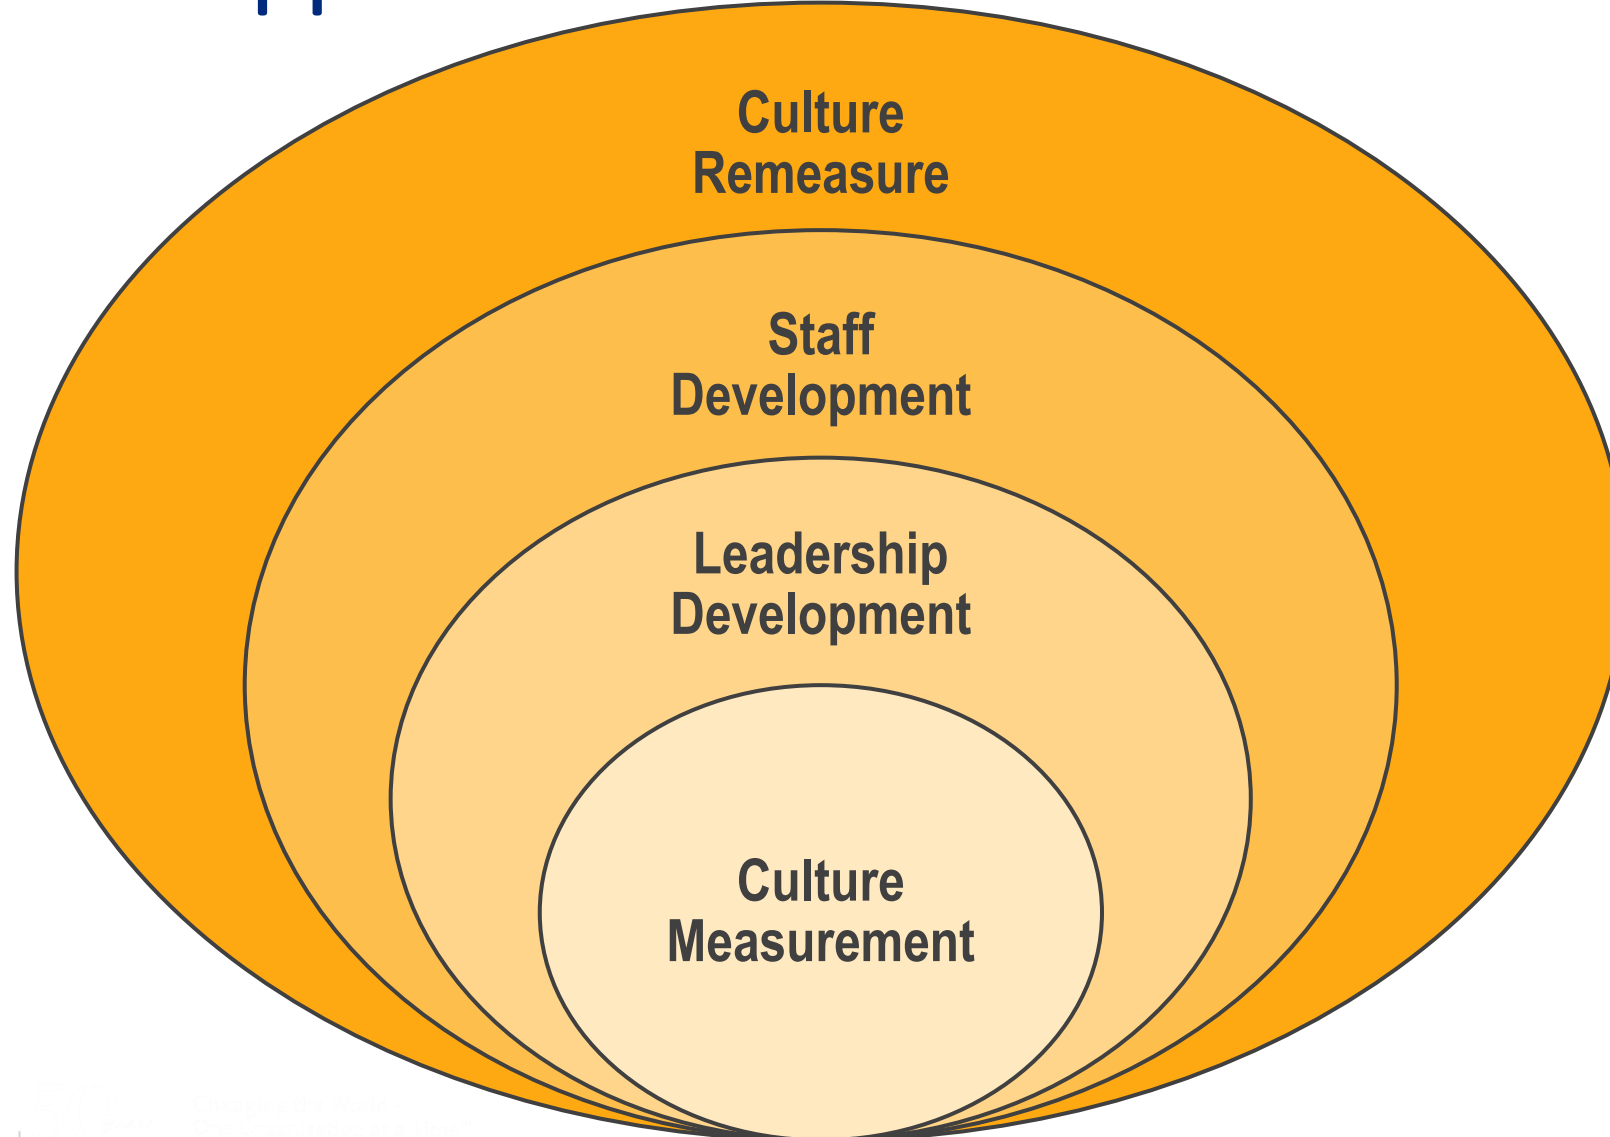 Culture
Remeasure
Staff
Development
Leadership
Development
Culture
Measurement